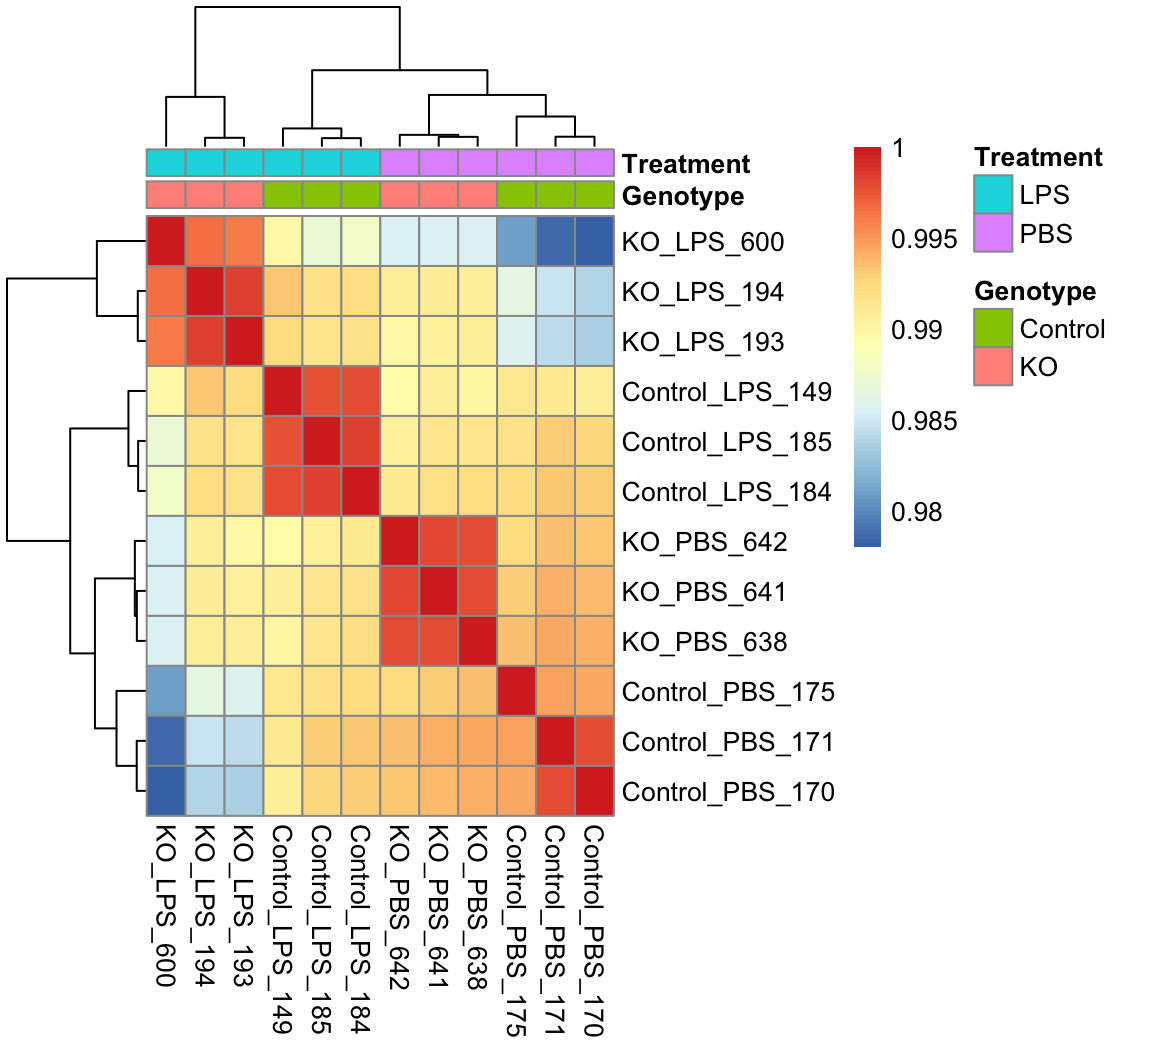 Treatment
Genotype
KO_LPS_600
KO_LPS_194
KO_LPS_193
Control_LPS_149
Control_LPS_185
Control_LPS_184
KO_PBS_642
KO_PBS_641
KO_PBS_638
Control_PBS_175
Control_PBS_171
Control_PBS_170
KO_LPS_600
KO_LPS_194
KO_LPS_193
Control_LPS_149
Control_LPS_185
Control_LPS_184
KO_PBS_642
KO_PBS_641
KO_PBS_638
Control_PBS_175
Control_PBS_171
Control_PBS_170
1
0.995
0.99
0.985
0.98
Treatment
LPS
PBS
Genotype
Control
KO